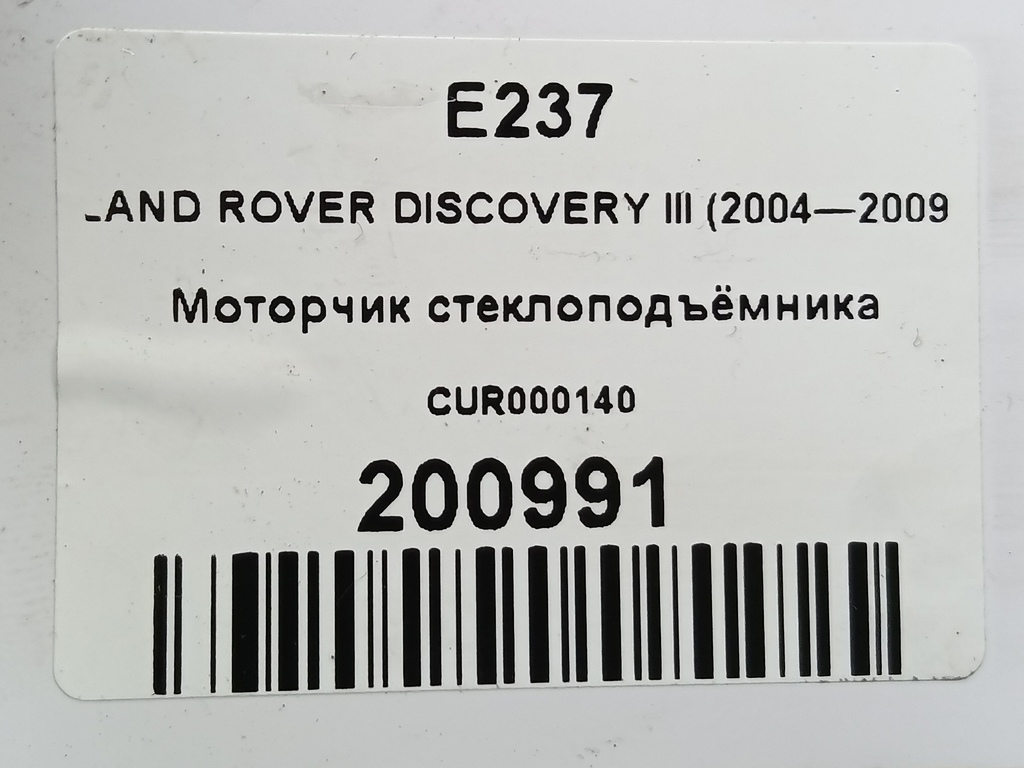 E237
LAND ROVER DISCOVERY III (2004—2009
Моторчик стеклоподъёмника
CUR000140
200991